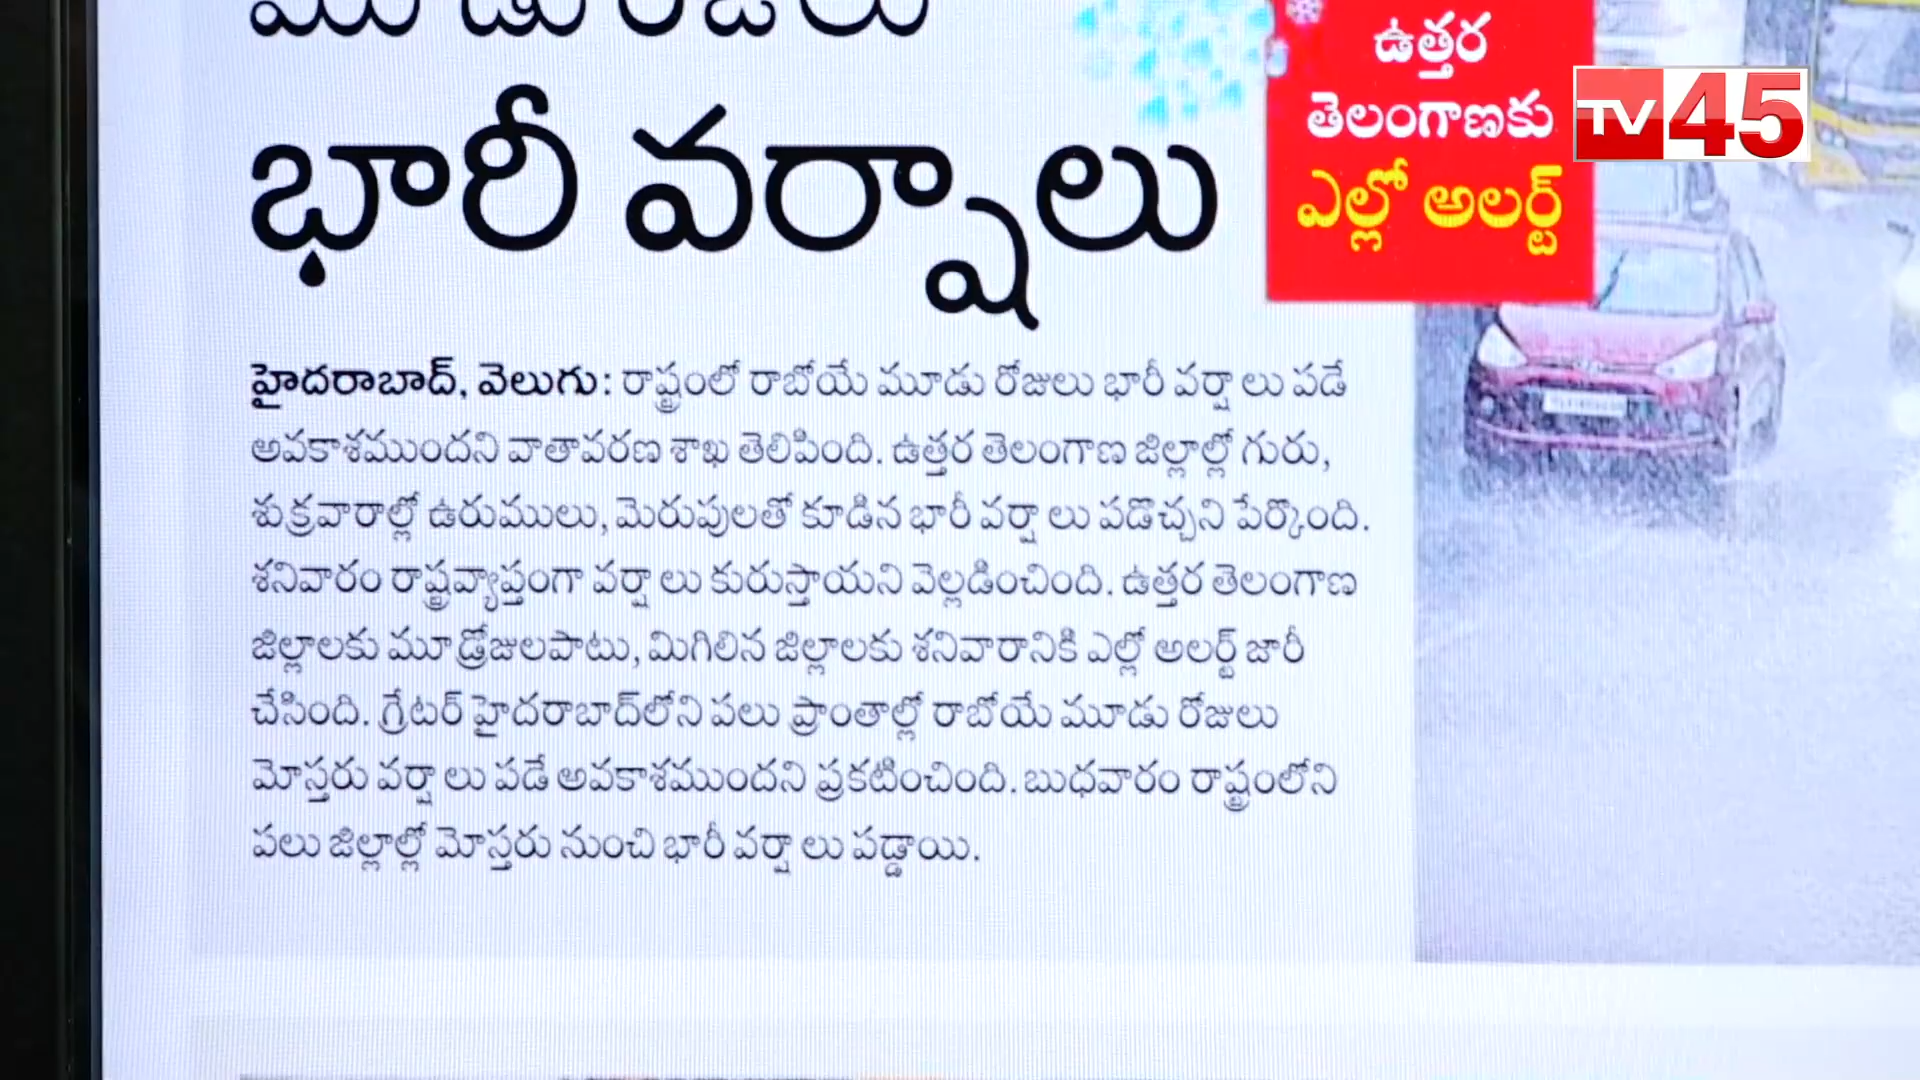 మూడు రోజులు
భారీ వర్షాలు
ఉత్తర
తెలంగాణకు
ఎల్లో అలర్ట్
TV45
హైదరాబాద్, వెలుగు: రాష్ట్రంలో రాబోయే మూడు రోజులు భారీ వర్షాలు పడే
అవకాశముందని వాతావరణ శాఖ తెలిపింది. ఉత్తర తెలంగాణ జిల్లాల్లో గురు,
శుక్రవారాల్లో ఉరుములు, మెరుపులతో కూడిన భారీ వర్షాలు పడొచ్చని పేర్కొంది.
శనివారం రాష్ట్రవ్యాప్తంగా వర్షాలు కురుస్తాయని వెల్లడించింది. ఉత్తర తెలంగాణ
జిల్లాలకు మూడ్రోజులపాటు, మిగిలిన జిల్లాలకు శనివారానికి ఎల్లో అలర్ట్ జారీ
చేసింది. గ్రేటర్ హైదరాబాద్‌లోని పలు ప్రాంతాల్లో రాబోయే మూడు రోజులు
మోస్తరు వర్షాలు పడే అవకాశముందని ప్రకటించింది. బుధవారం రాష్ట్రంలోని
పలు జిల్లాల్లో మోస్తరు నుంచి భారీ వర్షాలు పడ్డాయి.